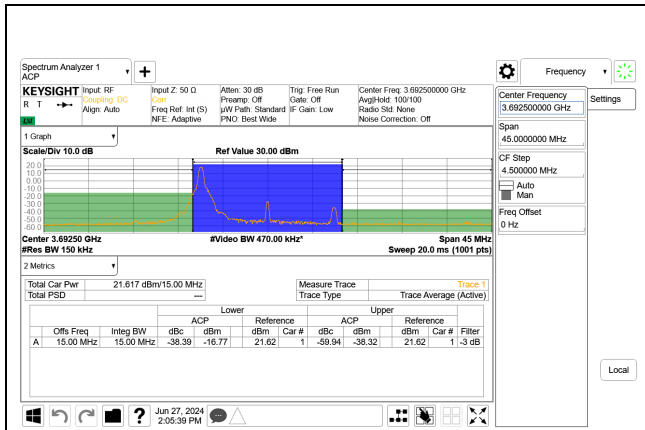 Spectrum Analyzer 1
ACP
Frequency
KEYSIGHT
R T
LNI
Input: RF
Coupling: DC
Align: Auto
Input Z: 50 Ω
Corr
Freq Ref: Int (S)
NFE: Adaptive
Atten: 30 dB
Preamp: Off
µW Path: Standard
PNO: Best Wide
Trig: Free Run
Gate: Off
IF Gain: Low
Center Freq: 3.692500000 GHz
Avg|Hold: 100/100
Radio Std: None
Noise Correction: Off
Center Frequency
3.692500000 GHz
Settings
Span
45.0000000 MHz
CF Step
4.500000 MHz
Auto
Man
Freq Offset
0 Hz
Local
1 Graph
Scale/Div 10.0 dB
Ref Value 30.00 dBm
20.0
10.0
0.00
-10.0
-20.0
-30.0
-40.0
-50.0
-60.0
Center 3.69250 GHz
#Video BW 470.00 kHz*
Span 45 MHz
#Res BW 150 kHz
Sweep 20.0 ms (1001 pts)
2 Metrics
Total Car Pwr 21.617 dBm/15.00 MHz
Total PSD ---
Measure Trace Trace 1
Trace Type Trace Average (Active)
Lower Upper
ACP Reference ACP Reference
Offs Freq Integ BW dBc dBm dBm Car # dBc dBm dBm Car # Filter
A 15.00 MHz 15.00 MHz -38.39 -16.77 21.62 1 -59.94 -38.32 21.62 1 -3 dB
?
Jun 27, 2024
2:05:39 PM